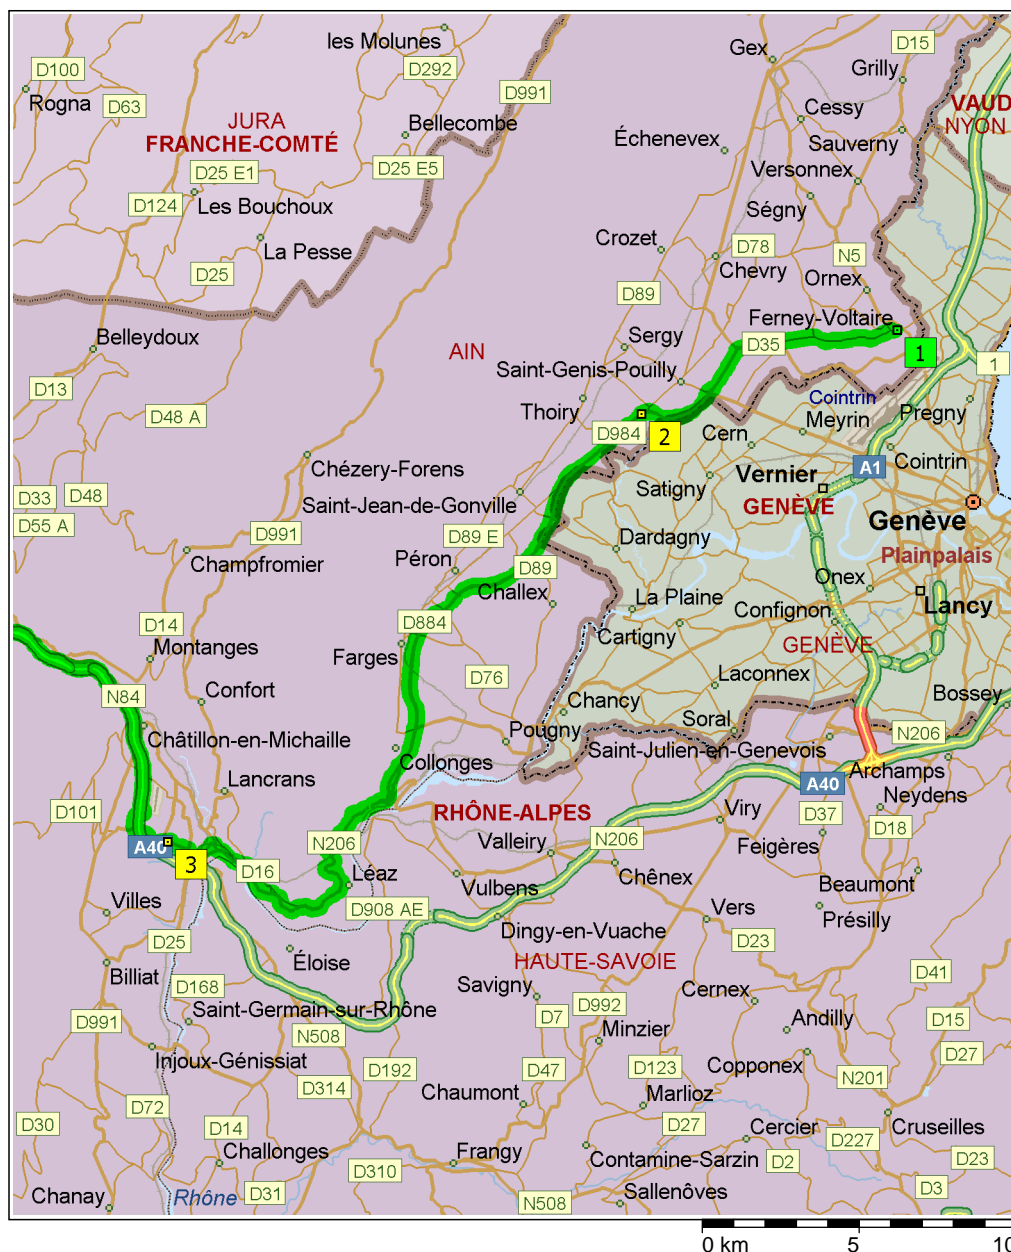 les Molunes
Gex
D15
D100
D292
Grilly
Rogna
D63
D991
VAUD
NYON
Cessy
JURA
FRANCHE-COMTÉ
Bellecombe
Échenevex
Sauverny
D25 E1
D25 E5
Versonnex
D124
Les Bouchoux
Ségny
La Pesse
Crozet
D78
N5
D25
Chevry
Ornex
D89
Belleydoux
Ferney-Voltaire
Sergy
D35
1
AIN
1
Saint-Genis-Pouilly
D13
D48 A
Thoiry
Cointrin
Meyrin
Pregny
D984
2
Cern
Chézery-Forens
A1
Cointrin
D33
D48
Vernier
Saint-Jean-de-Gonville
Satigny
GENÈVE
D55 A
Genève
D991
D89 E
Dardagny
Plainpalais
Champfromier
Péron
D89
Onex
Challex
La Plaine
Confignon
Lancy
D884
D14
Cartigny
GENÈVE
Montanges
Farges
D76
Laconnex
N84
Confort
Chancy
Bossey
Soral
N206
Châtillon-en-Michaille
Pougny
Saint-Julien-en-Genevois
Collonges
Archamps
Lancrans
A40
Neydens
D101
RHÔNE-ALPES
Viry
D37
D18
N206
Valleiry
N206
Feigères
A40
3
D16
Léaz
Chênex
Vulbens
Beaumont
Villes
D908 AE
Vers
Présilly
Dingy-en-Vuache
D25
D23
Éloise
HAUTE-SAVOIE
Billiat
D41
D168
Savigny
Cernex
Saint-Germain-sur-Rhône
D992
D991
D7
Andilly
D15
N508
Minzier
Injoux-Génissiat
Copponex
D27
D192
D47
D123
N201
D314
Chaumont
Marlioz
D72
D30
D14
D27
Cercier
D227
Cruseilles
Challonges
Frangy
Contamine-Sarzin
D2
D23
D310
Chanay
Rhône
D31
N508
Sallenôves
D3
0 km
5
10